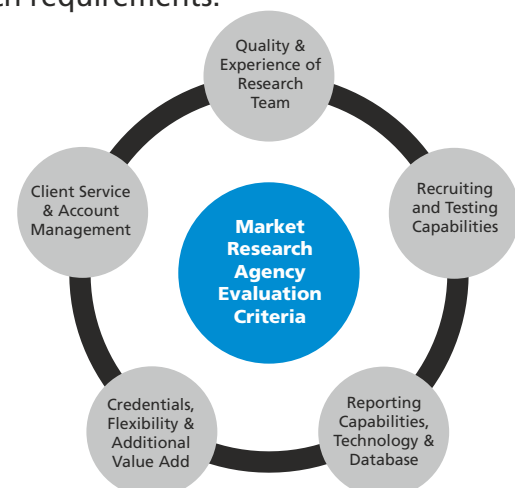 ch requirements.
Quality &
Experience of
Research
Team
Recruiting
and Testing
Capabilities
Reporting
Capabilities,
Technology &
Database
Credentials,
Flexibility &
Additional
Value Add
Client Service
& Account
Management
Market
Research
Agency
Evaluation
Criteria